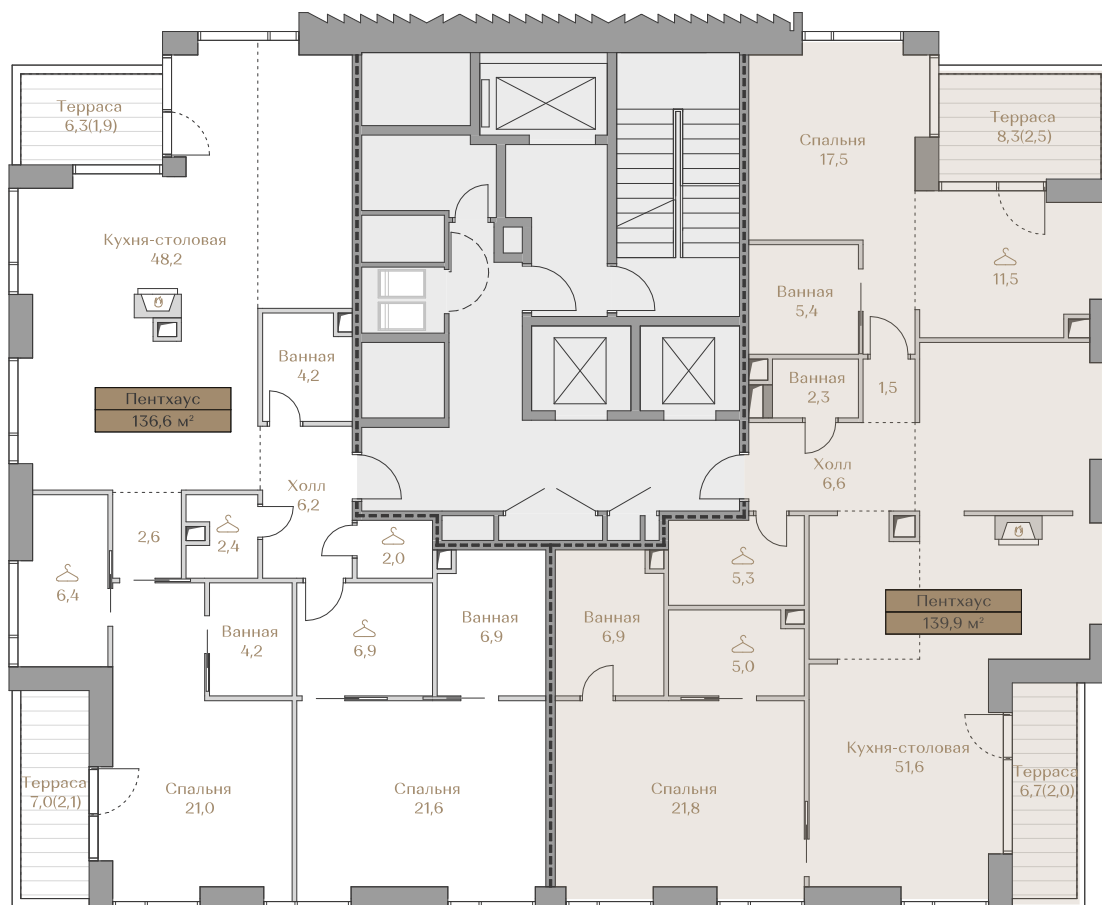 Терраса
6,3(1,9)
Кухня-столовая
48,2
Ванная
4,2
Пентхаус
136,6 м²
Холл
6,2
2,6
2,4
2,0
6,4
Ванная
4,2
6,9
Ванная
6,9
Терраса
7,0(2,1)
Спальня
21,0
Спальня
21,6
Спальня
17,5
Терраса
8,3(2,5)
11,5
Ванная
5,4
Ванная
2,3
1,5
Холл
6,6
5,3
Ванная
6,9
5,0
Пентхаус
139,9 м²
Кухня-столовая
51,6
Терраса
6,7(2,0)
Спальня
21,8